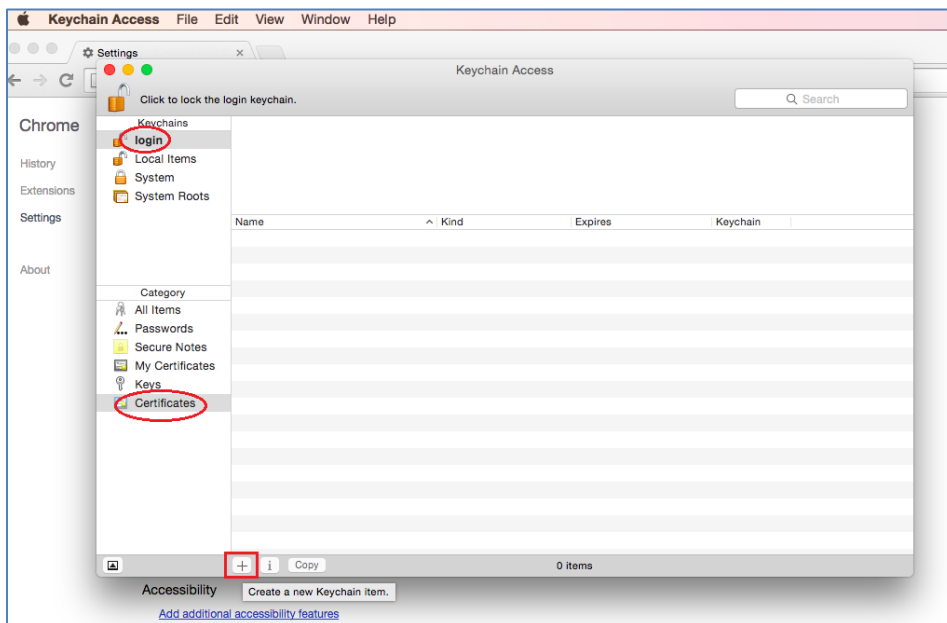 Keychain Access File Edit View Window Help
Settings
Keychain Access
Click to lock the login keychain.
Search
Chrome
History
Extensions
Settings
About
Keychains
login
Local Items
System
System Roots
Name Kind Expires Keychain
Category
All Items
Passwords
Secure Notes
My Certificates
Keys
Certificates
+ i Copy 0 items
Create a new Keychain item.
Accessibility
Add additional accessibility features